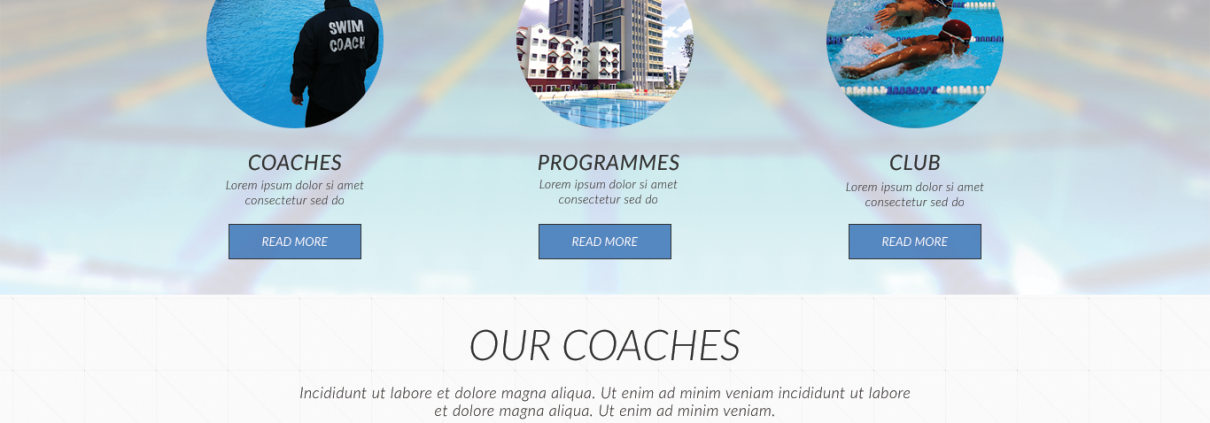 SWIM
COACH
COACHES
Lorem ipsum dolor si amet
consectetur sed do
READ MORE
PROGRAMMES
Lorem ipsum dolor si amet
consectetur sed do
READ MORE
CLUB
Lorem ipsum dolor si amet
consectetur sed do
READ MORE
OUR COACHES
Incididunt ut labore et dolore magna aliqua. Ut enim ad minim veniam incididunt ut labore
et dolore magna aliqua. Ut enim ad minim veniam.